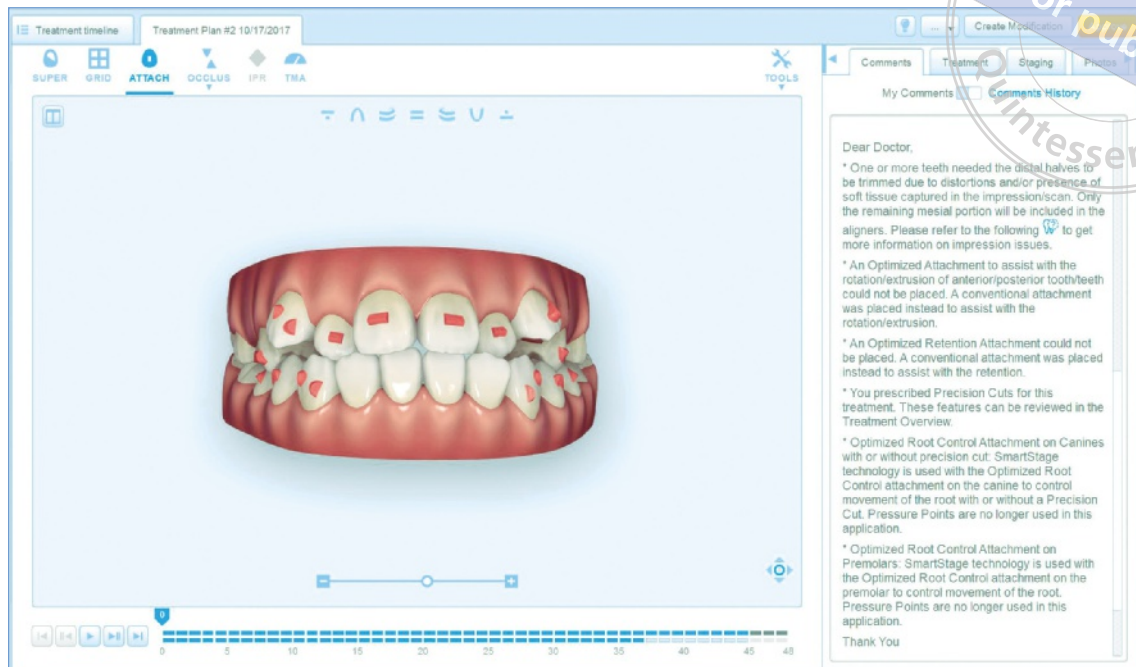 Treatment timeline
Treatment Plan #2 10/17/2017
...
Create Modification
SUPER
GRID
ATTACH
OCCLUS
IPR
TMA
TOOLS
Comments
Treatment
Staging
Photos
My Comments
Comments History
Dear Doctor,
* One or more teeth needed the distal halves to
be trimmed due to distortions and/or presence of
soft tissue captured in the impression/scan. Only
the remaining mesial portion will be included in the
aligners. Please refer to the following to get
more information on impression issues.
* An Optimized Attachment to assist with the
rotation/extrusion of anterior/posterior tooth/teeth
could not be placed. A conventional attachment
was placed instead to assist with the
rotation/extrusion.
* An Optimized Retention Attachment could not
be placed. A conventional attachment was placed
instead to assist with the retention.
* You prescribed Precision Cuts for this
treatment. These features can be reviewed in the
Treatment Overview.
* Optimized Root Control Attachment on Canines
with or without precision cut: SmartStage
technology is used with the Optimized Root
Control attachment on the canine to control
movement of the root with or without a Precision
Cut. Pressure Points are no longer used in this
application.
* Optimized Root Control Attachment on
Premolars: SmartStage technology is used with
the Optimized Root Control attachment on the
premolar to control movement of the root.
Pressure Points are no longer used in this
application.
Thank You
0
0 5 10 15 20 25 30 35 40 45 48